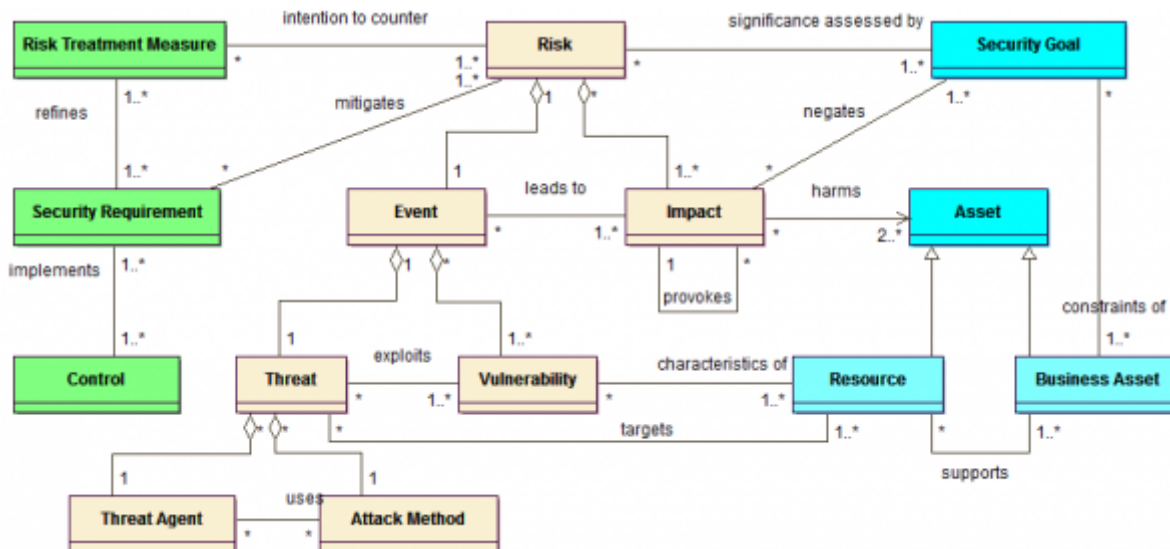 intention to counter
significance assessed by
Risk Treatment Measure
Risk
Security Goal
*
1..*
*
1..*
1..*
1..*
1
*
1..*
*
refines
mitigates
negates
1..*
*
1
1..*
*
leads to
harms
Security Requirement
Event
Impact
Asset
*
1..*
*
2..*
implements
1..*
1
*
1
*
provokes
constraints of
1..*
1
1..*
1..*
exploits
characteristics of
Control
Threat
Vulnerability
Resource
Business Asset
*
1..*
*
1..*
*
*
*
targets
1..*
*
1..*
supports
1
1
uses
Threat Agent
Attack Method
*
*